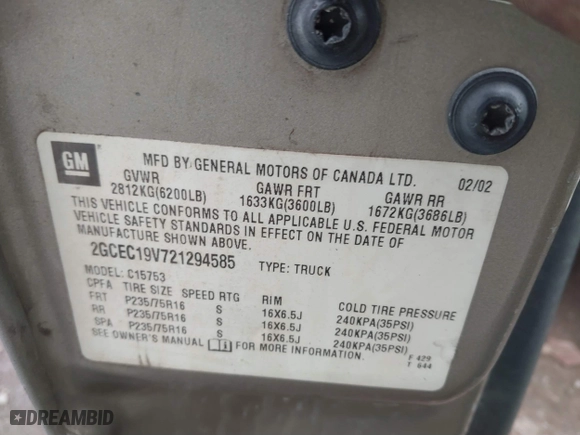 GM
MFD BY GENERAL MOTORS OF CANADA LTD. 02/02
GVWR GAWR FRT GAWR RR
2812KG(6200LB) 1633KG(3600LB) 1672KG(3686LB)
THIS VEHICLE CONFORMS TO ALL APPLICABLE U.S. FEDERAL MOTOR
VEHICLE SAFETY STANDARDS IN EFFECT ON THE DATE OF
MANUFACTURE SHOWN ABOVE.
2GCEC19V721294585 TYPE: TRUCK
MODEL: C15753
CPFA TIRE SIZE SPEED RTG RIM COLD TIRE PRESSURE
FRT P235/75R16 S 16X6.5J 240KPA(35PSI)
RR P235/75R16 S 16X6.5J 240KPA(35PSI)
SPA P235/75R16 S 16X6.5J 240KPA(35PSI)
SEE OWNER'S MANUAL FOR MORE INFORMATION.
F 429
T 644
DREAMBID